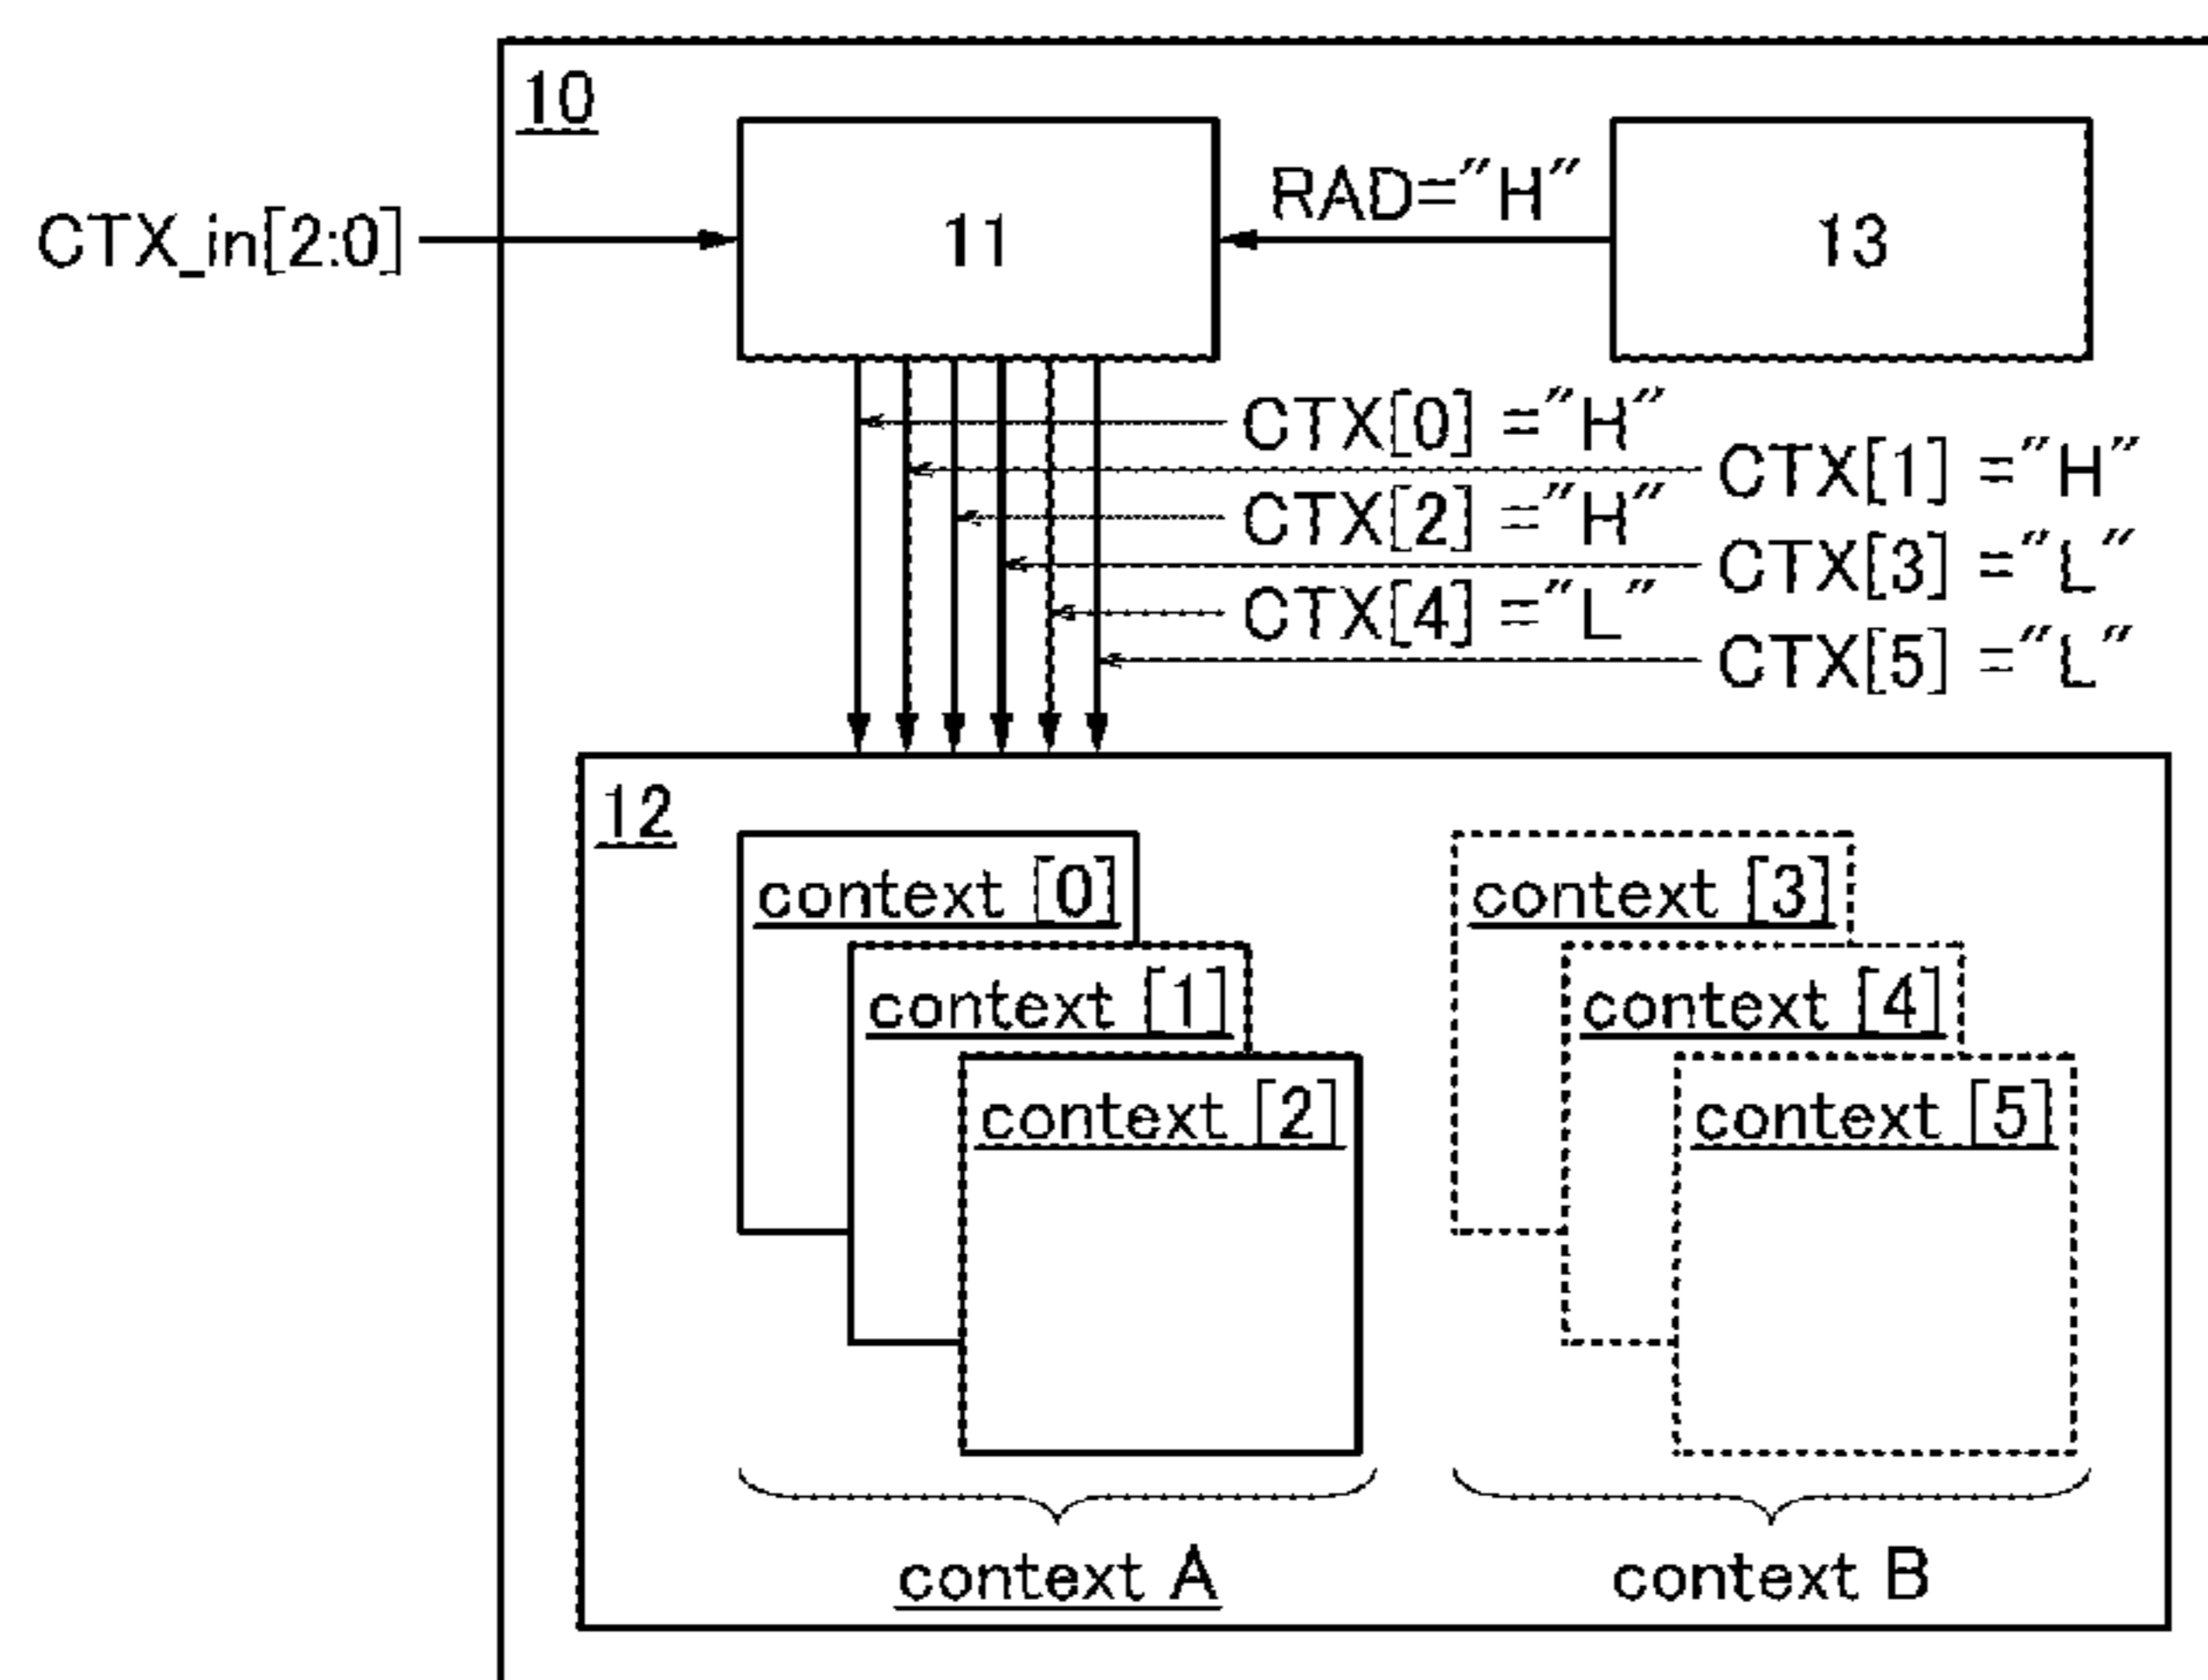 10
CTX_in[2:0]
11
RAD="H"
13
CTX[0] ="H"
CTX[1] ="H"
CTX[2] ="H"
CTX[3] ="L"
CTX[4] ="L"
CTX[5] ="L"
12
context [0]
context [1]
context [2]
context [3]
context [4]
context [5]
context A
context B